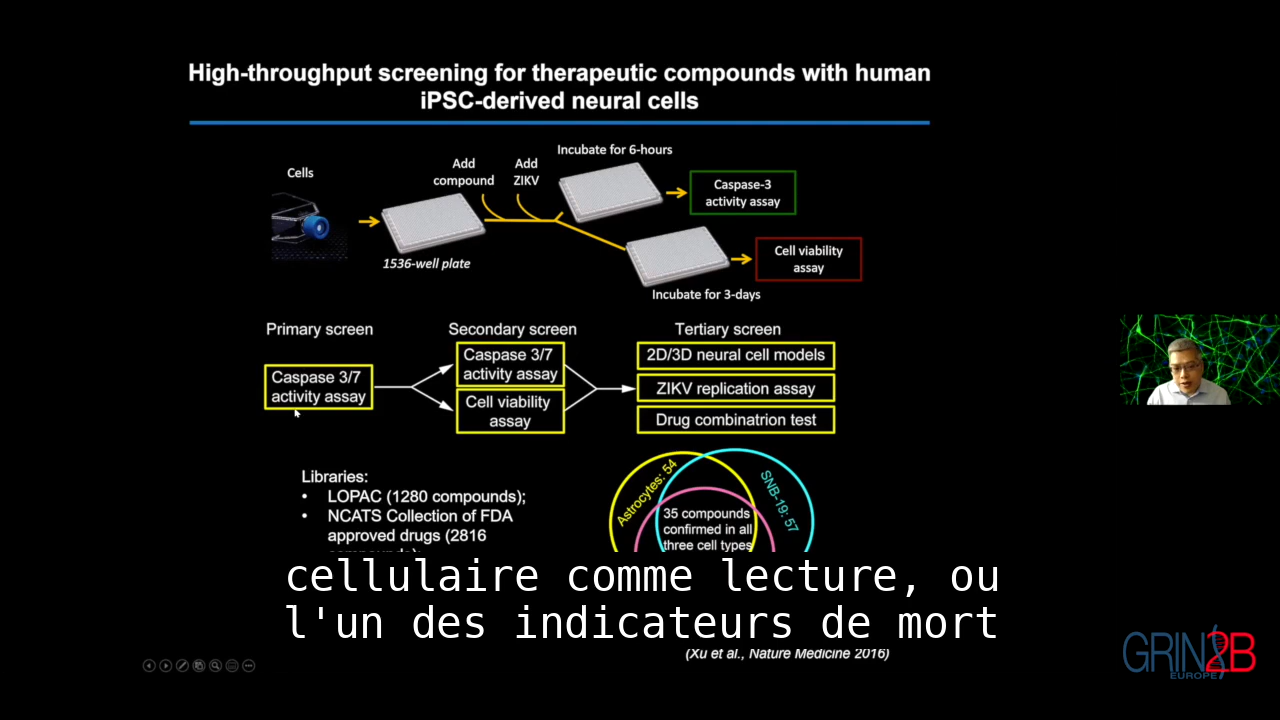 High-throughput screening for therapeutic compounds with human
iPSC-derived neural cells
Cells
Add
compound
Add
ZIKV
Incubate for 6-hours
Caspase-3
activity assay
1536-well plate
Cell viability
assay
Incubate for 3-days
Primary screen
Secondary screen
Tertiary screen
Caspase 3/7
activity assay
Caspase 3/7
activity assay
Cell viability
assay
2D/3D neural cell models
ZIKV replication assay
Drug combinatrion test
Libraries:
• LOPAC (1280 compounds);
• NCATS Collection of FDA
approved drugs (2816
Astrocytes: 54
SNB-19: 57
35 compounds
confirmed in all
three cell types
cellulaire comme lecture, ou
l'un des indicateurs de mort
(Xu et al., Nature Medicine 2016)
GRIN2B
EUROPE